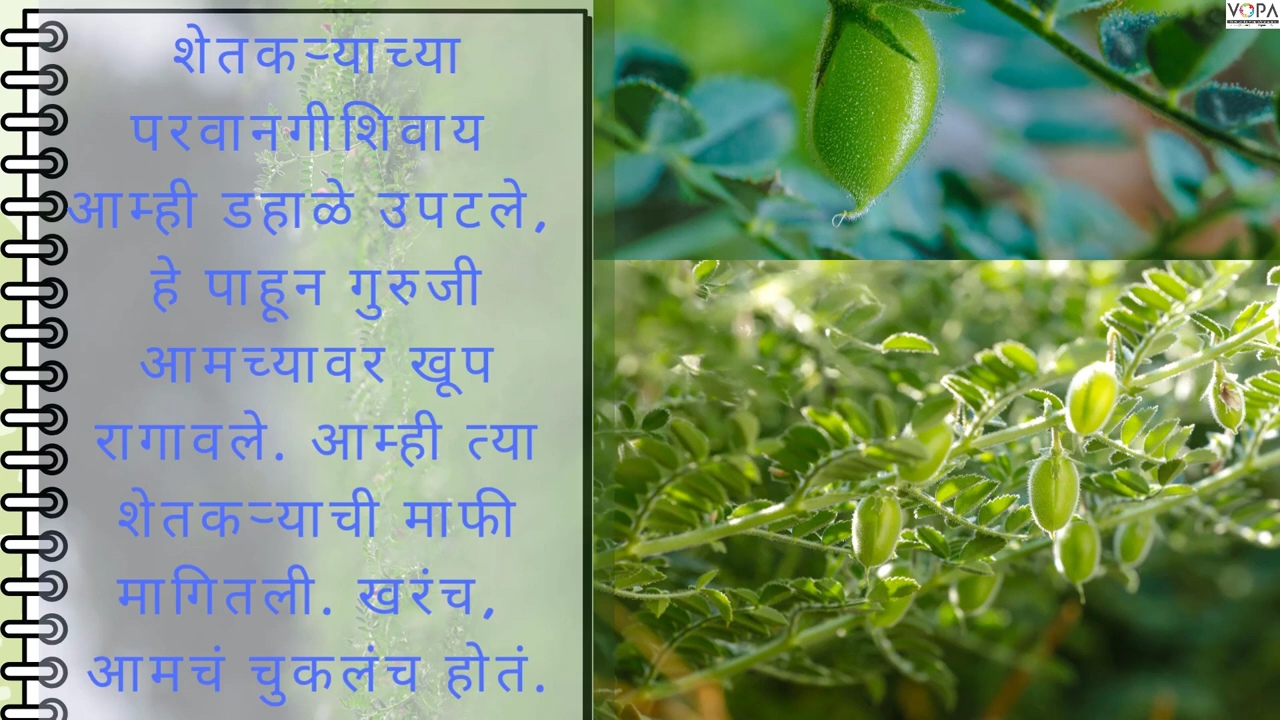 शेतकऱ्याच्या
परवानगीशिवाय
आम्ही डहाळे उपटले,
हे पाहून गुरुजी
आमच्यावर खूप
रागावले. आम्ही त्या
शेतकऱ्याची माफी
मागितली. खरंच,
आमचं चुकलंच होतं.
VOPA